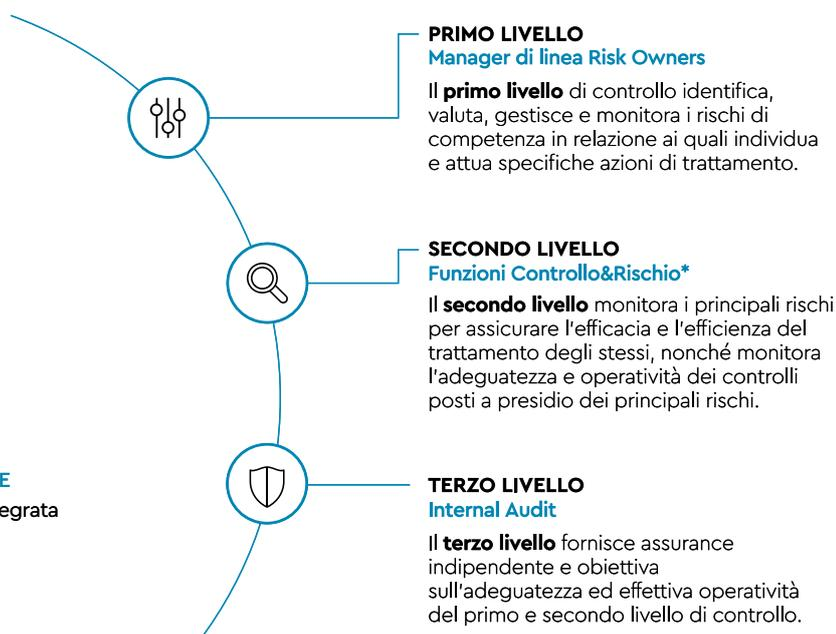 PRIMO LIVELLO
Manager di linea Risk Owners
Il primo livello di controllo identifica,
valuta, gestisce e monitora i rischi di
competenza in relazione ai quali individua
e attua specifiche azioni di trattamento.
SECONDO LIVELLO
Funzioni Controllo&Rischio*
Il secondo livello monitora i principali rischi
per assicurare l'efficacia e l'efficienza del
trattamento degli stessi, nonché monitora
l'adeguatezza e operatività dei controlli
posti a presidio dei principali rischi.
E
egrata
TERZO LIVELLO
Internal Audit
Il terzo livello fornisce assurance
indipendente e obiettiva
sull'adeguatezza ed effettiva operatività
del primo e secondo livello di controllo.